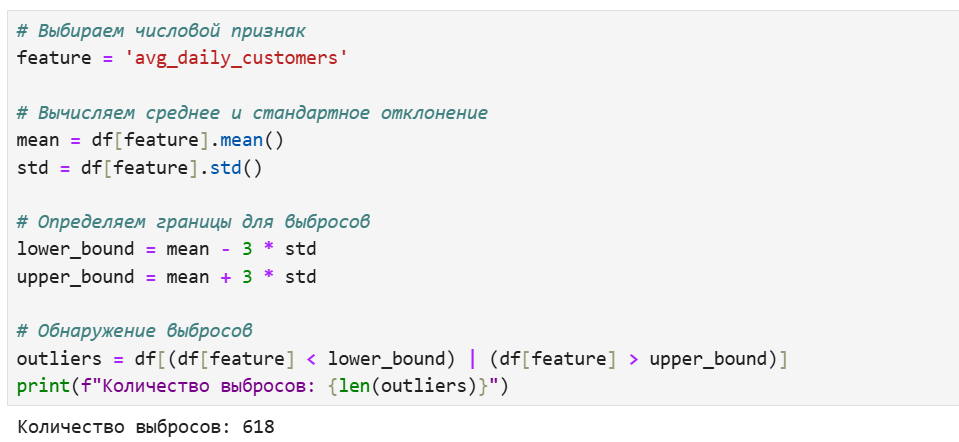 # Выбираем числовой признак
feature = 'avg_daily_customers'
# Вычисляем среднее и стандартное отклонение
mean = df[feature].mean()
std = df[feature].std()
# Определяем границы для выбросов
lower_bound = mean - 3 * std
upper_bound = mean + 3 * std
# Обнаружение выбросов
outliers = df[(df[feature] < lower_bound) | (df[feature] > upper_bound)]
print(f"Количество выбросов: {len(outliers)}")
Количество выбросов: 618